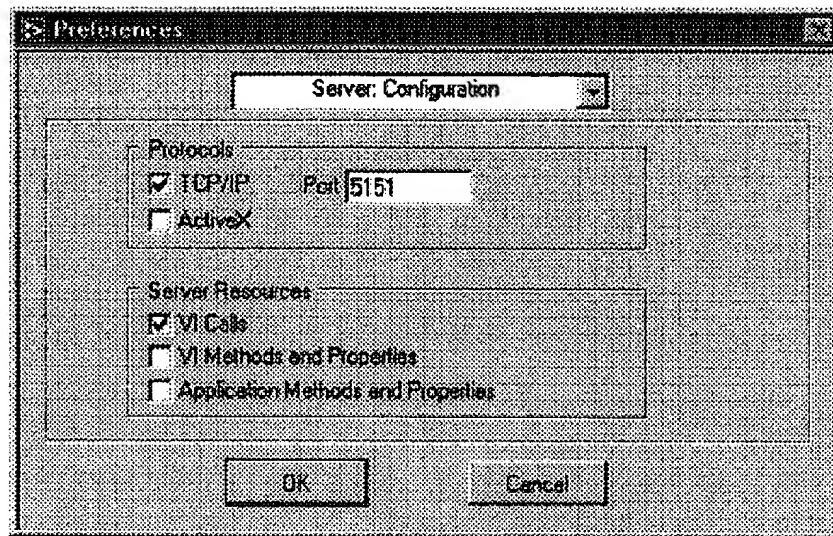 Preferences
Server: Configuration
Protocols
TCP/IP Port 5151
ActiveX
Server Resources
VI Calls
VI Methods and Properties
Application Methods and Properties
OK Cancel